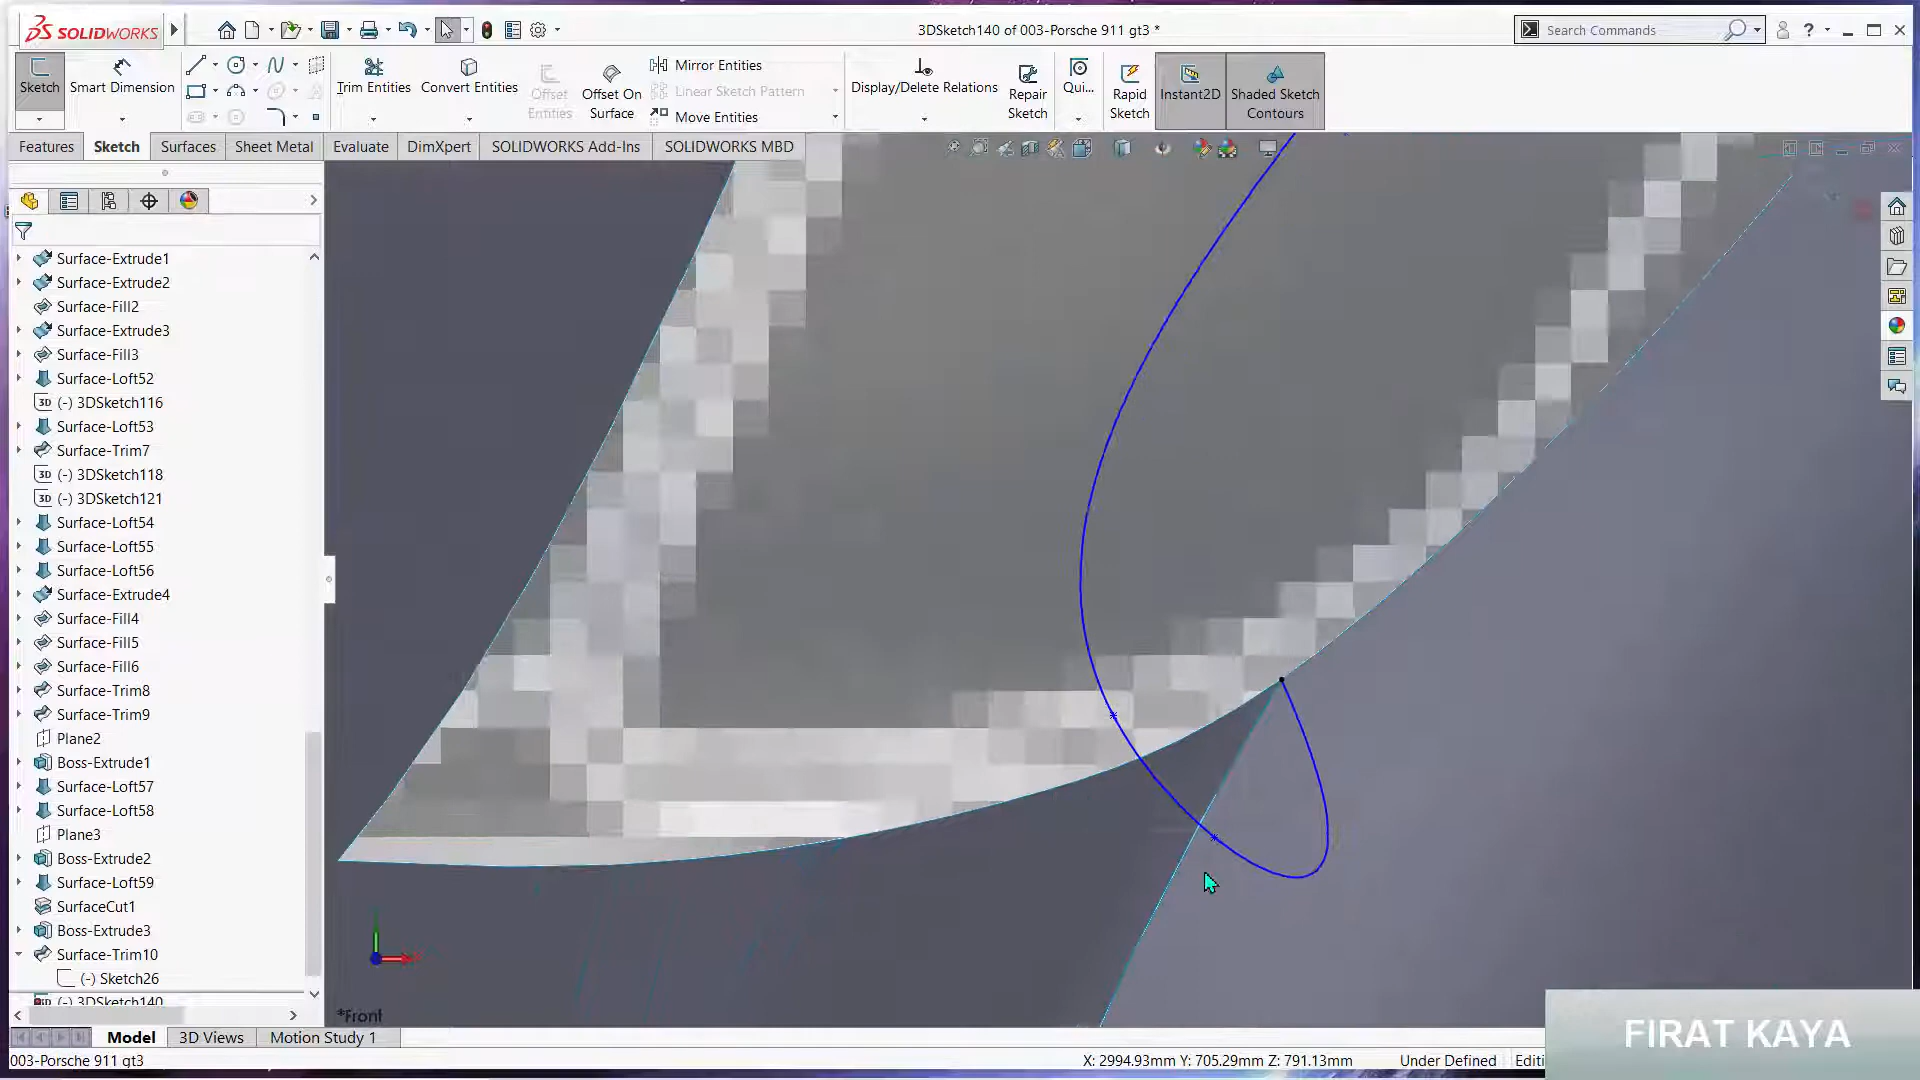 SOLIDWORKS
3DSketch140 of 003-Porsche 911 gt3 *
Search Commands
Sketch
Smart Dimension
Trim Entities
Convert Entities
Offset
Entities
Offset On
Surface
Mirror Entities
Linear Sketch Pattern
Move Entities
Display/Delete Relations
Repair
Sketch
Qui...
Rapid
Sketch
Instant2D
Shaded Sketch
Contours
Features
Sketch
Surfaces
Sheet Metal
Evaluate
DimXpert
SOLIDWORKS Add-Ins
SOLIDWORKS MBD
Surface-Extrude1
Surface-Extrude2
Surface-Fill2
Surface-Extrude3
Surface-Fill3
Surface-Loft52
3D (-) 3DSketch116
Surface-Loft53
Surface-Trim7
3D (-) 3DSketch118
3D (-) 3DSketch121
Surface-Loft54
Surface-Loft55
Surface-Loft56
Surface-Extrude4
Surface-Fill4
Surface-Fill5
Surface-Fill6
Surface-Trim8
Surface-Trim9
Plane2
Boss-Extrude1
Surface-Loft57
Surface-Loft58
Plane3
Boss-Extrude2
Surface-Loft59
SurfaceCut1
Boss-Extrude3
Surface-Trim10
(-) Sketch26
3D (-) 3DSketch140
*Front
Model
3D Views
Motion Study 1
003-Porsche 911 gt3
X: 2994.93mm Y: 705.29mm Z: 791.13mm
Under Defined
Editi
FIRAT KAYA